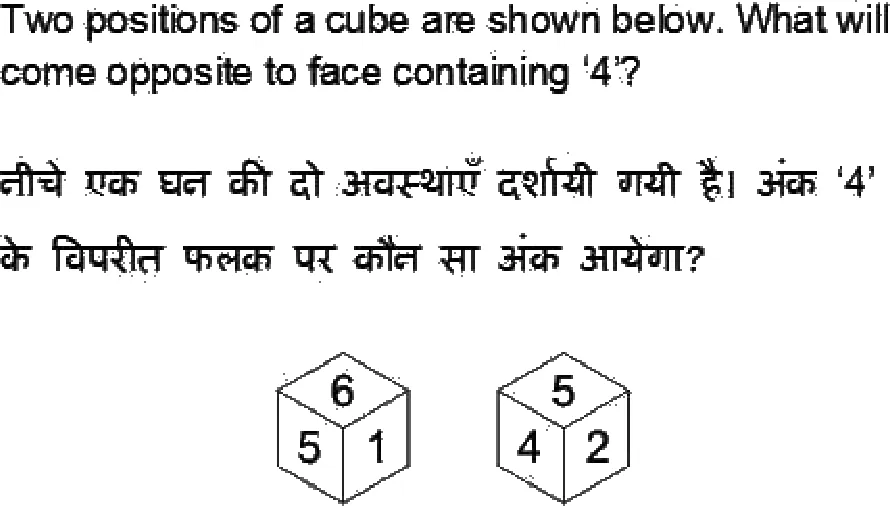 Two positions of a cube are shown below. What will
come opposite to face containing '4'?
नीचे एक घन की दो अवस्थाएँ दर्शायी गयी है। अंक '4'
के विपरीत फलक पर कौन सा अंक आयेगा?
6 5
5 1 4 2